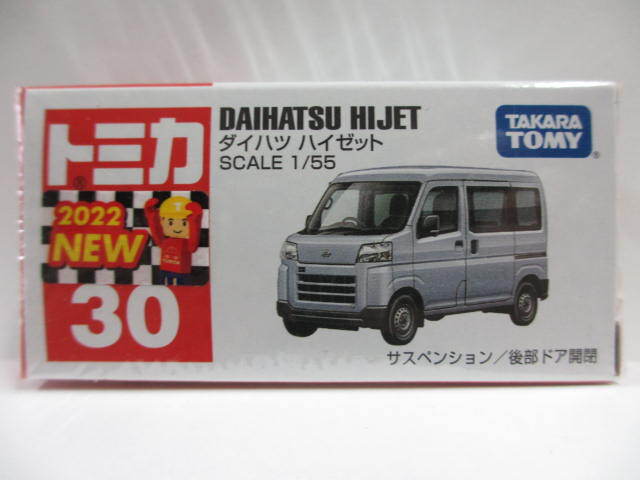 トミカ
®
2022
NEW
30
DAIHATSU HIJET
ダイハツ ハイゼット
SCALE 1/55
TAKARA
TOMY
®
サスペンション/後部ドア開閉